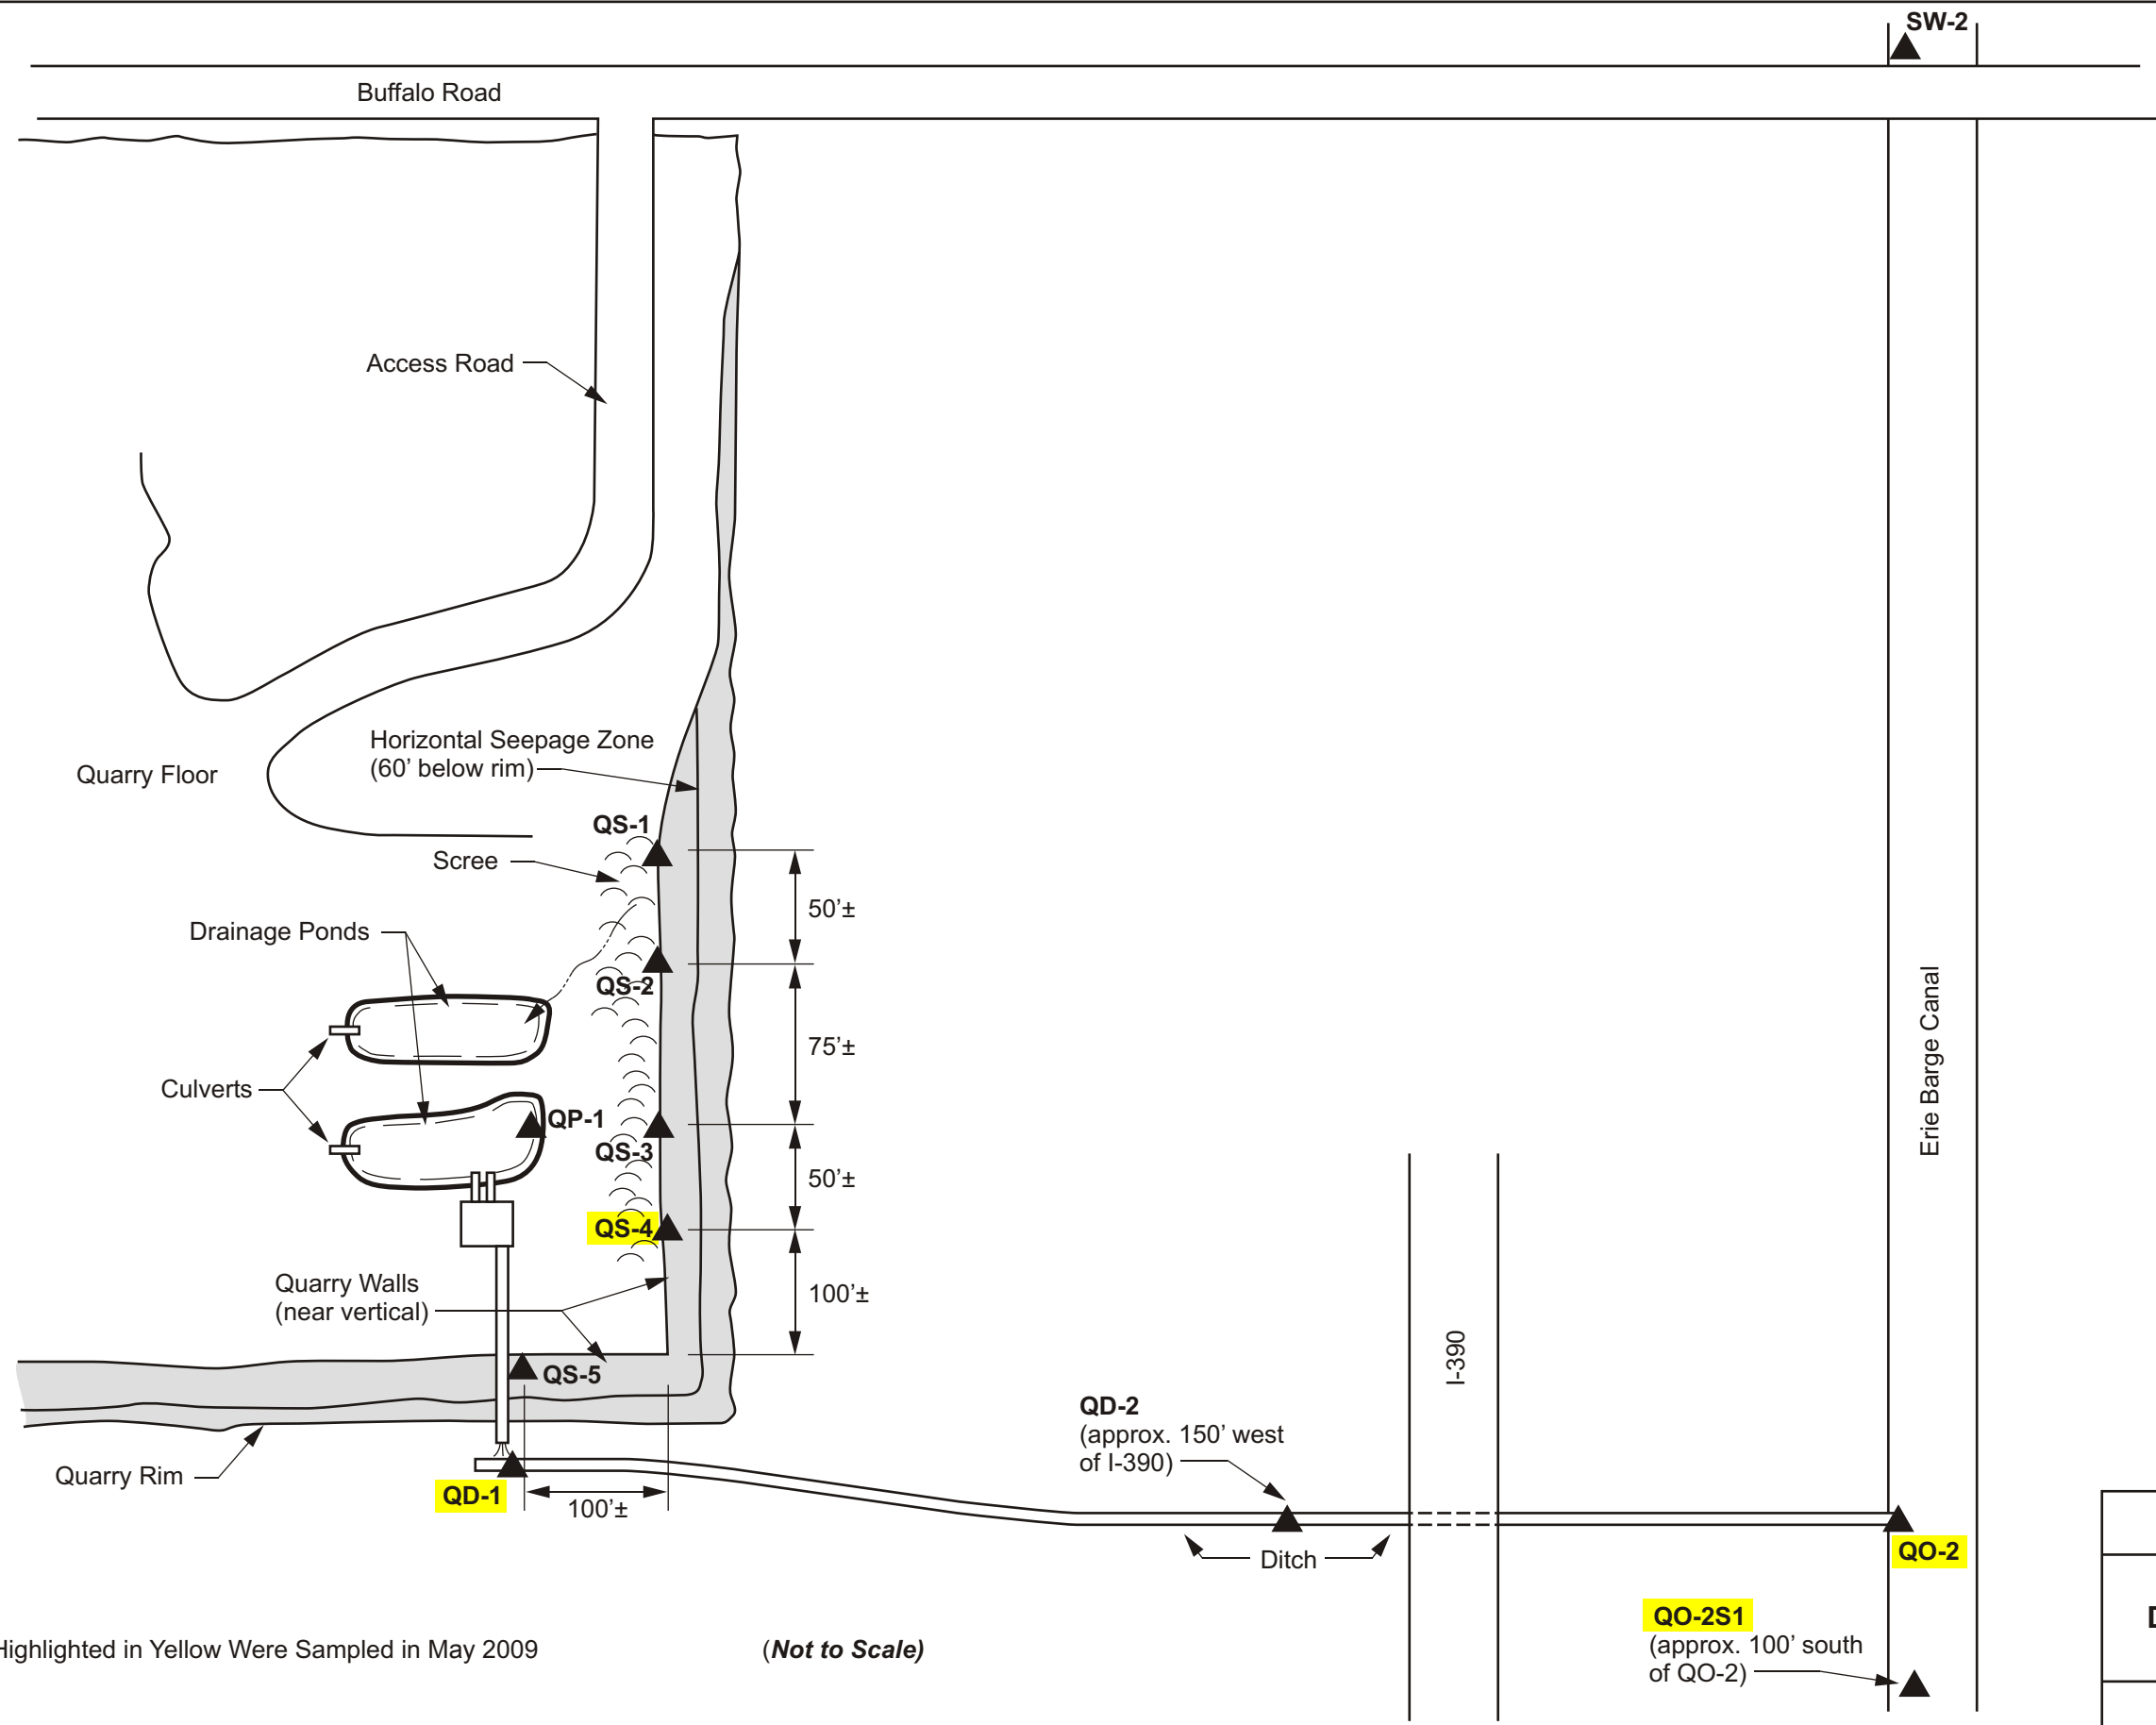 SW-2
Buffalo Road
Access Road
Horizontal Seepage Zone
(60’ below rim)
Quarry Floor
QS-1
Scree
50’±
Drainage Ponds
QS-2
Erie Barge Canal
75’±
Culverts
QP-1
QS-3
50’±
QS-4
Quarry Walls
(near vertical)
100’±
I-390
QS-5
QD-2
(approx. 150’ west
of I-390)
Quarry Rim
QD-1
100’±
Ditch
QO-2
QO-2S1
(approx. 100’ south
of QO-2)
Highlighted in Yellow Were Sampled in May 2009
(Not to Scale)